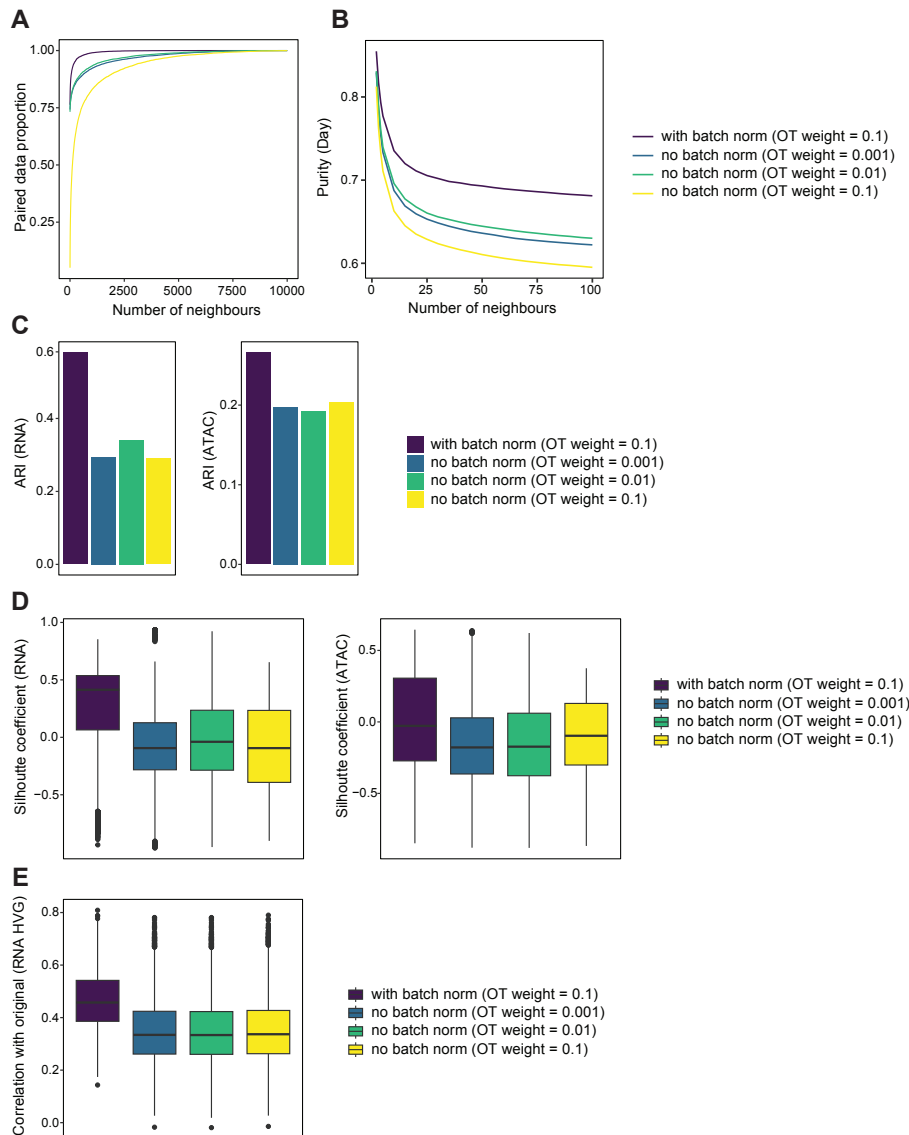 A
Paired data proportion
1.00
0.75
0.50
0.25
0
2500
5000
7500
10000
Number of neighbours
B
Purity (Day)
0.8
0.7
0.6
0
25
50
75
100
Number of neighbours
with batch norm (OT weight = 0.1)
no batch norm (OT weight = 0.001)
no batch norm (OT weight = 0.01)
no batch norm (OT weight = 0.1)
C
ARI (RNA)
0.6
0.4
0.2
0.0
ARI (ATAC)
0.2
0.1
0.0
with batch norm (OT weight = 0.1)
no batch norm (OT weight = 0.001)
no batch norm (OT weight = 0.01)
no batch norm (OT weight = 0.1)
D
Silhoutte coefficient (RNA)
1.0
0.5
0.0
−0.5
Silhoutte coefficient (ATAC)
0.5
0.0
−0.5
with batch norm (OT weight = 0.1)
no batch norm (OT weight = 0.001)
no batch norm (OT weight = 0.01)
no batch norm (OT weight = 0.1)
E
Correlation with original (RNA HVG)
0.8
0.6
0.4
0.2
0.0
with batch norm (OT weight = 0.1)
no batch norm (OT weight = 0.001)
no batch norm (OT weight = 0.01)
no batch norm (OT weight = 0.1)